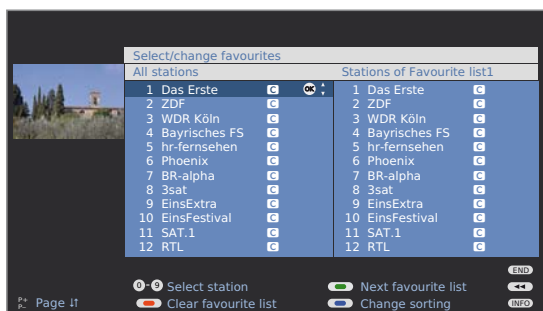 Select/change favourites
All stations Stations of Favourite list1
1 Das Erste C OK 1 Das Erste C
2 ZDF C 2 ZDF C
3 WDR Köln C 3 WDR Köln C
4 Bayrisches FS C 4 Bayrisches FS C
5 hr-fernsehen C 5 hr-fernsehen C
6 Phoenix C 6 Phoenix C
7 BR-alpha C 7 BR-alpha C
8 3sat C 8 3sat C
9 EinsExtra C 9 EinsExtra C
10 EinsFestival C 10 EinsFestival C
11 SAT.1 C 11 SAT.1 C
12 RTL C 12 RTL C
END
0-9 Select station Next favourite list
P+ P- Page Clear favourite list Change sorting INFO